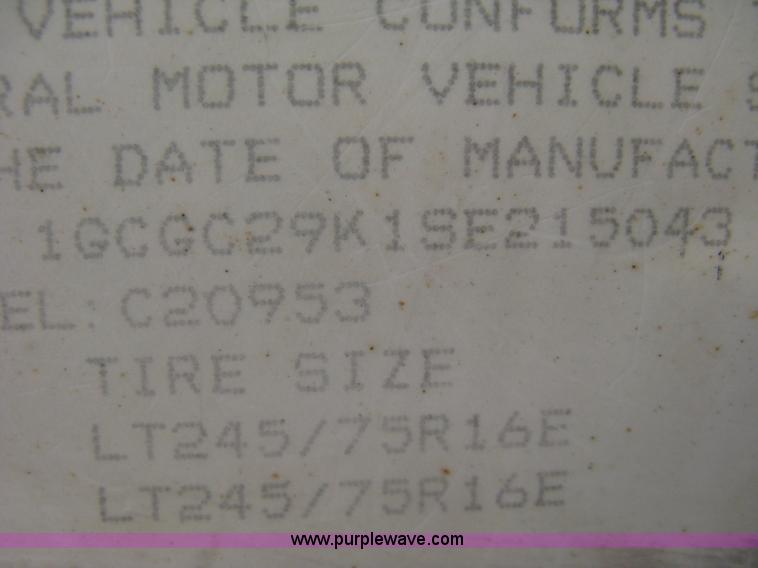 VEHICLE CONFORMS
RAL MOTOR VEHICLE S
HE DATE OF MANUFACT
1GCGC29K1SE215043
EL: C20953
TIRE SIZE
LT245/75R16E
LT245/75R16E
www.purplewave.com